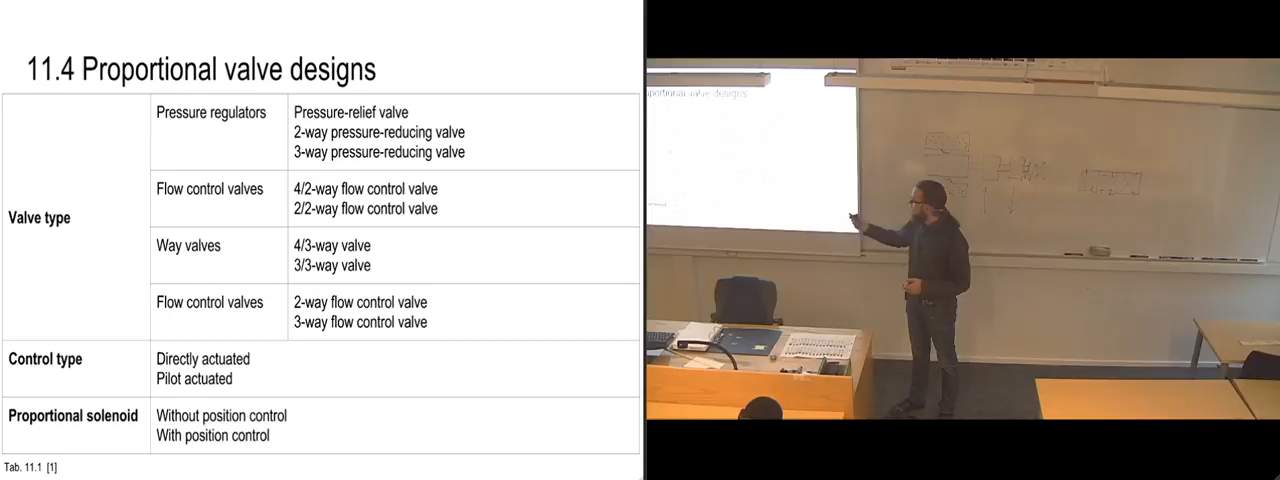 11.4 Proportional valve designs
Valve type
Pressure regulators
Pressure-relief valve
2-way pressure-reducing valve
3-way pressure-reducing valve
Flow control valves
4/2-way flow control valve
2/2-way flow control valve
Way valves
4/3-way valve
3/3-way valve
Flow control valves
2-way flow control valve
3-way flow control valve
Control type
Directly actuated
Pilot actuated
Proportional solenoid
Without position control
With position control
Tab. 11.1 [1]
valve designs